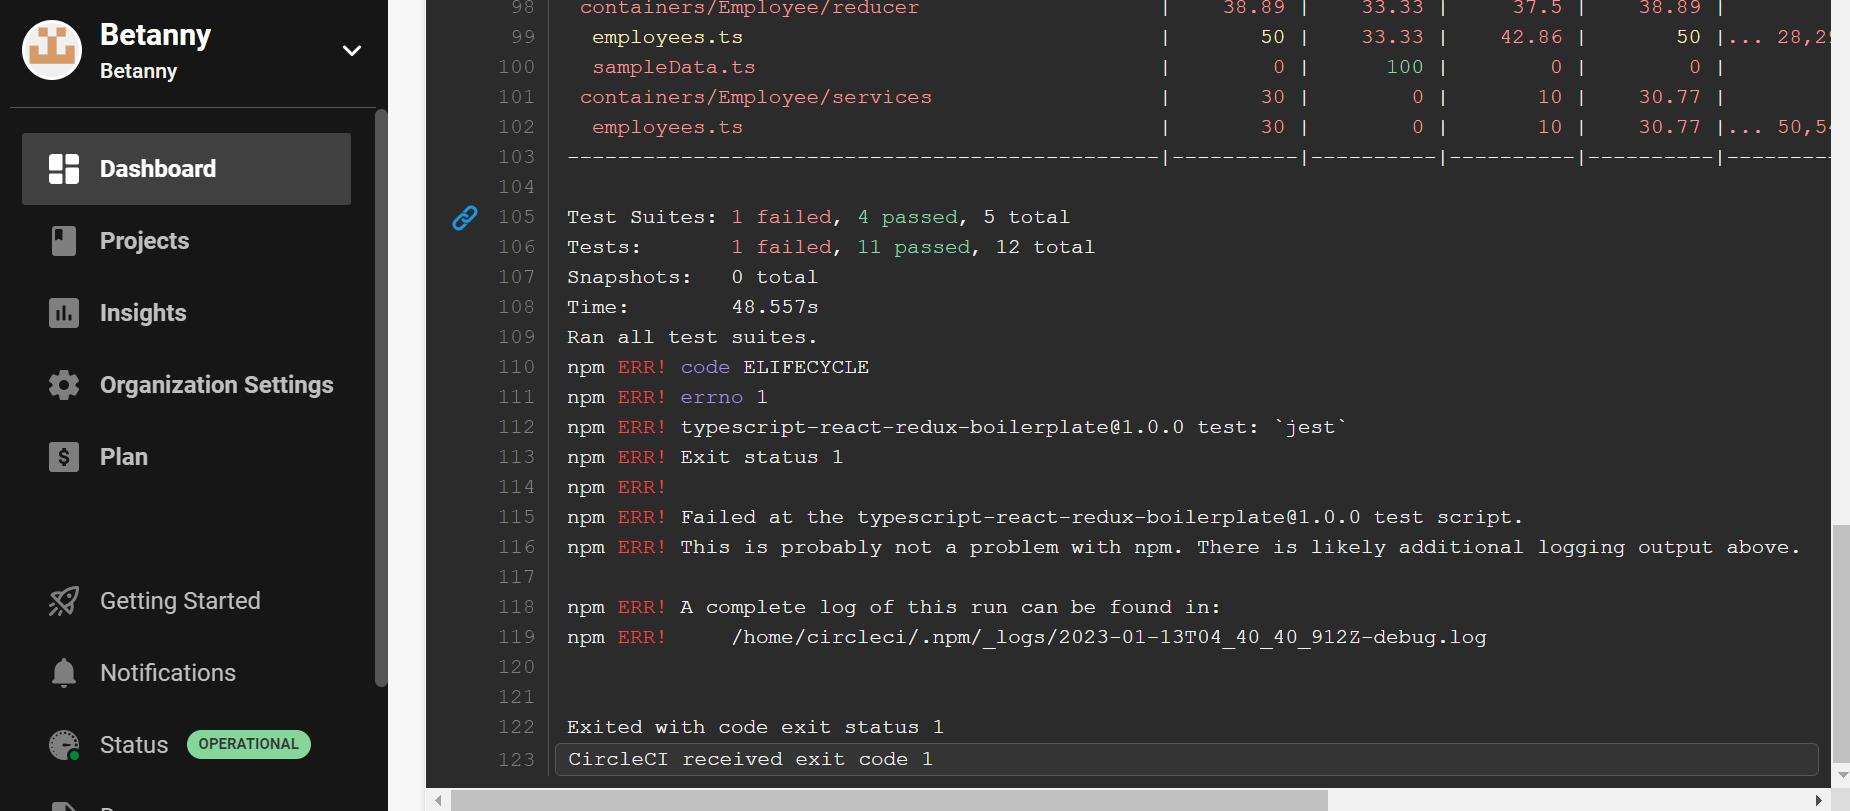 Betanny
Betanny
Dashboard
Projects
Insights
Organization Settings
Plan
Getting Started
Notifications
Status OPERATIONAL
98 containers/Employee/reducer | 38.89 | 33.33 | 37.5 | 38.89 |
99 employees.ts | 50 | 33.33 | 42.86 | 50 |... 28,29
100 sampleData.ts | 0 | 100 | 0 | 0 |
101 containers/Employee/services | 30 | 0 | 10 | 30.77 |
102 employees.ts | 30 | 0 | 10 | 30.77 |... 50,54
103 -----------------------------------------------|----------|----------|----------|----------|---------
104
105 Test Suites: 1 failed, 4 passed, 5 total
106 Tests: 1 failed, 11 passed, 12 total
107 Snapshots: 0 total
108 Time: 48.557s
109 Ran all test suites.
110 npm ERR! code ELIFECYCLE
111 npm ERR! errno 1
112 npm ERR! typescript-react-redux-boilerplate@1.0.0 test: `jest`
113 npm ERR! Exit status 1
114 npm ERR!
115 npm ERR! Failed at the typescript-react-redux-boilerplate@1.0.0 test script.
116 npm ERR! This is probably not a problem with npm. There is likely additional logging output above.
117
118 npm ERR! A complete log of this run can be found in:
119 npm ERR! /home/circleci/.npm/_logs/2023-01-13T04_40_40_912Z-debug.log
120
121
122 Exited with code exit status 1
123 CircleCI received exit code 1